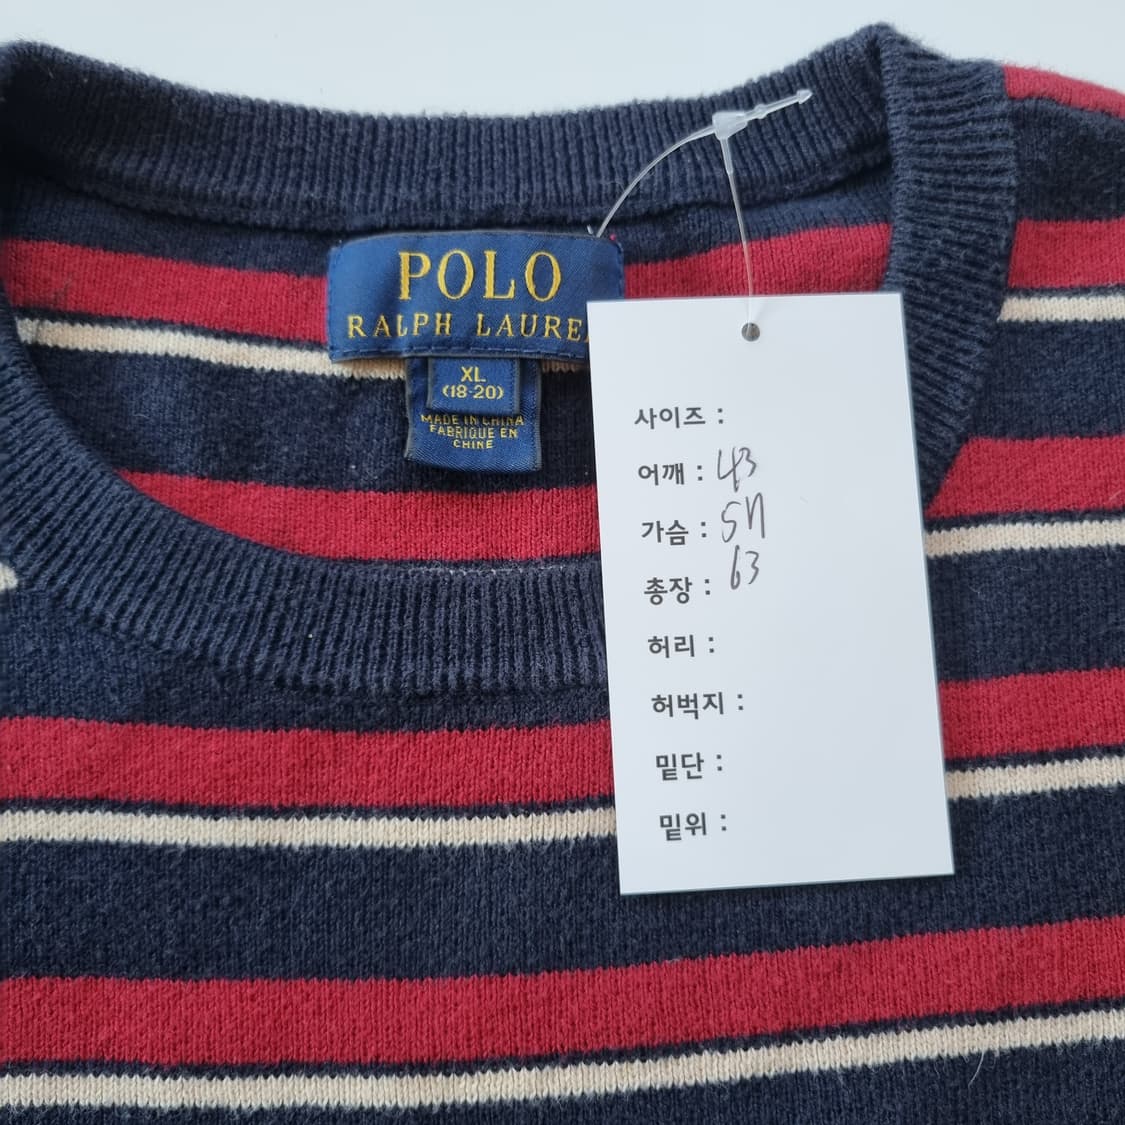 POLO
RALPH LAURE
XL
(18-20)
MADE IN CHINA
FABRIQUE EN
CHINE
사이즈 :
어깨 : 43
가슴 : 57
총장 : 63
허리 :
허벅지 :
밑단 :
밑위 :